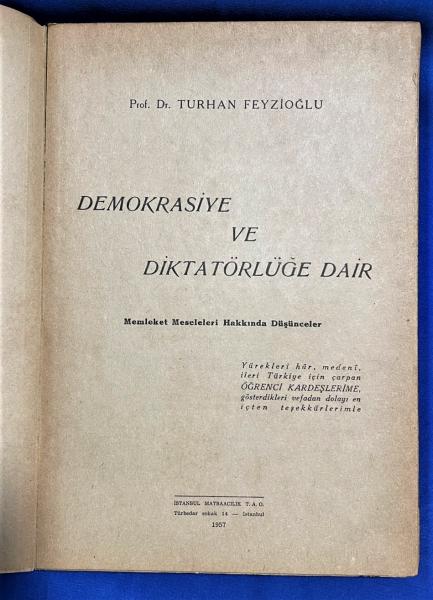 Prof. Dr. TURHAN FEYZİOĞLU
DEMOKRASİYE
VE
DİKTATÖRLÜĞE DAİR
Memleket Meseleleri Hakkında Düşünceler
Yürekleri hür, medenî,
ileri Türkiye için çarpan
ÖĞRENCİ KARDEŞLERİME,
gösterdikleri vefadan dolayı en
içten teşekkürlerimle
İSTANBUL MATBAACILIK T. A. O.
Türbedar sokak 14 — İstanbul
1957